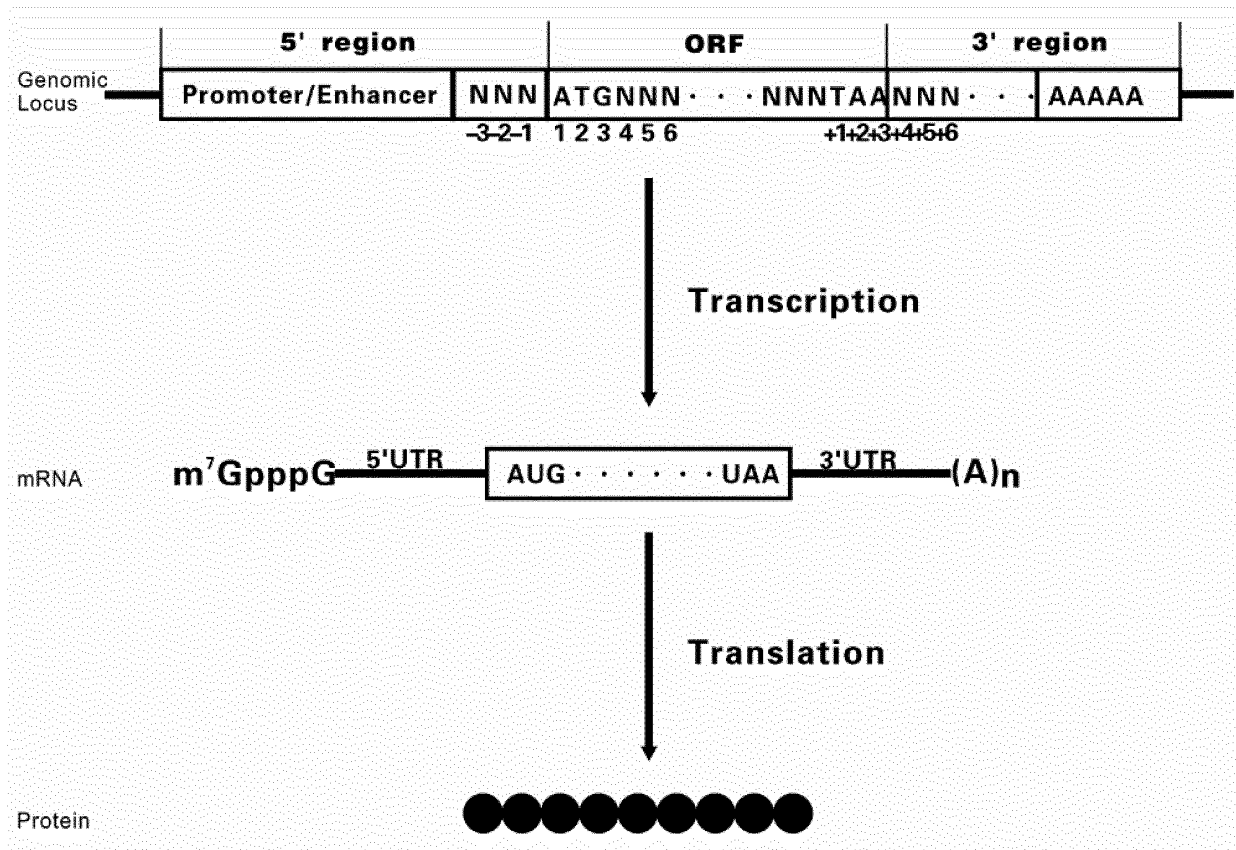 5' region ORF 3' region
Genomic
Locus
Promoter/Enhancer NNN ATGNNN· · ·NNNTAANNN· · · AAAAA
-3-2-1 1 2 3 4 5 6 +1+2+3+4+5+6
Transcription
mRNA m⁷GpppG 5'UTR AUG· · · · · ·UAA 3'UTR (A)n
Translation
Protein